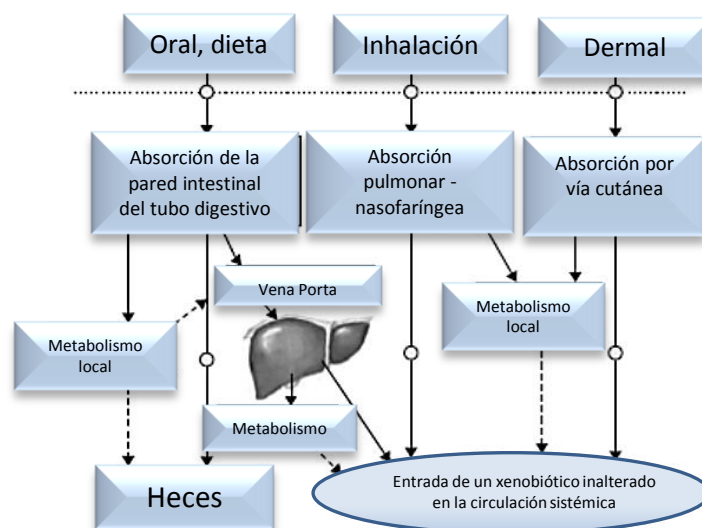 Oral, dieta
Inhalación
Dermal
Absorción de la
pared intestinal
del tubo digestivo
Absorción
pulmonar -
nasofaríngea
Absorción por
vía cutánea
Vena Porta
Metabolismo
local
Metabolismo
local
Metabolismo
Heces
Entrada de un xenobiótico inalterado
en la circulación sistémica